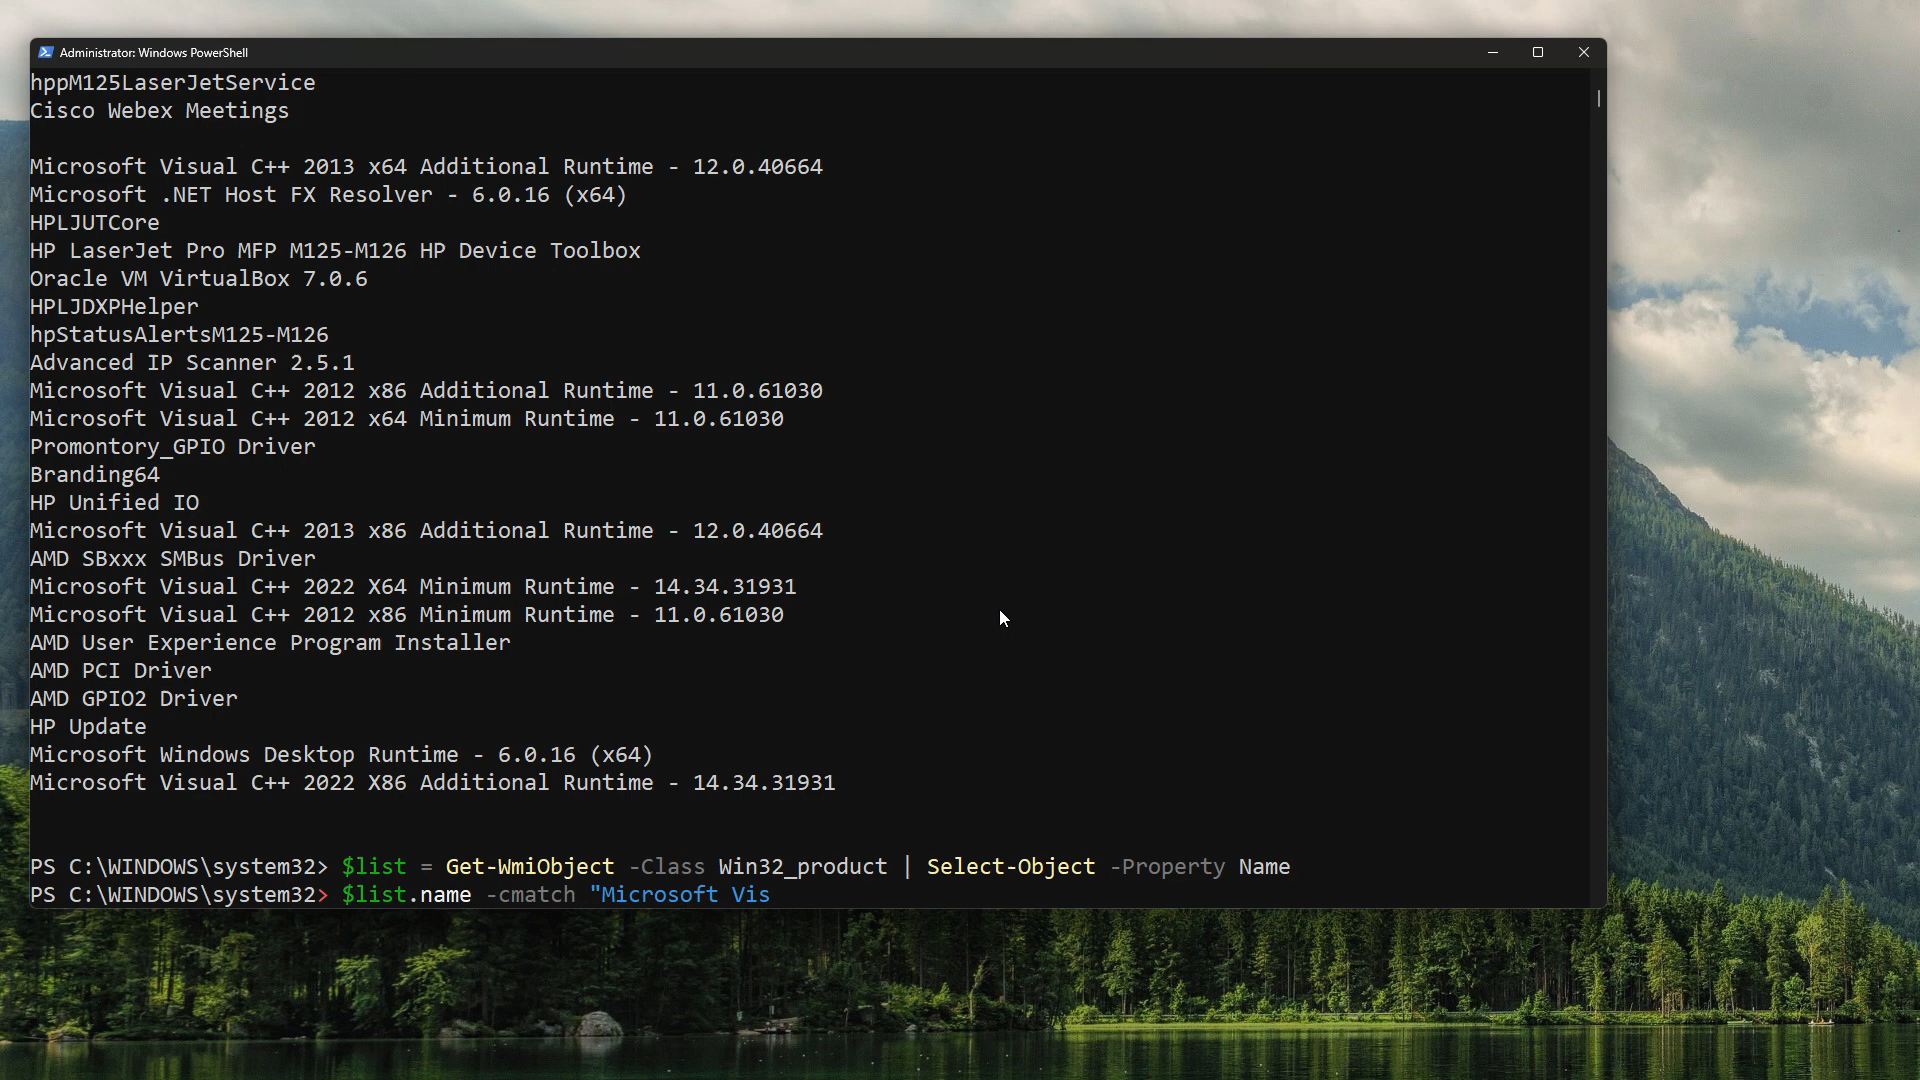 Administrator: Windows PowerShell
hppM125LaserJetService
Cisco Webex Meetings
Microsoft Visual C++ 2013 x64 Additional Runtime - 12.0.40664
Microsoft .NET Host FX Resolver - 6.0.16 (x64)
HPLJUTCore
HP LaserJet Pro MFP M125-M126 HP Device Toolbox
Oracle VM VirtualBox 7.0.6
HPLJDXPHelper
hpStatusAlertsM125-M126
Advanced IP Scanner 2.5.1
Microsoft Visual C++ 2012 x86 Additional Runtime - 11.0.61030
Microsoft Visual C++ 2012 x64 Minimum Runtime - 11.0.61030
Promontory_GPIO Driver
Branding64
HP Unified IO
Microsoft Visual C++ 2013 x86 Additional Runtime - 12.0.40664
AMD SBxxx SMBus Driver
Microsoft Visual C++ 2022 X64 Minimum Runtime - 14.34.31931
Microsoft Visual C++ 2012 x86 Minimum Runtime - 11.0.61030
AMD User Experience Program Installer
AMD PCI Driver
AMD GPIO2 Driver
HP Update
Microsoft Windows Desktop Runtime - 6.0.16 (x64)
Microsoft Visual C++ 2022 X86 Additional Runtime - 14.34.31931
PS C:\WINDOWS\system32> $list = Get-WmiObject -Class Win32_product | Select-Object -Property Name
PS C:\WINDOWS\system32> $list.name -cmatch "Microsoft Vis